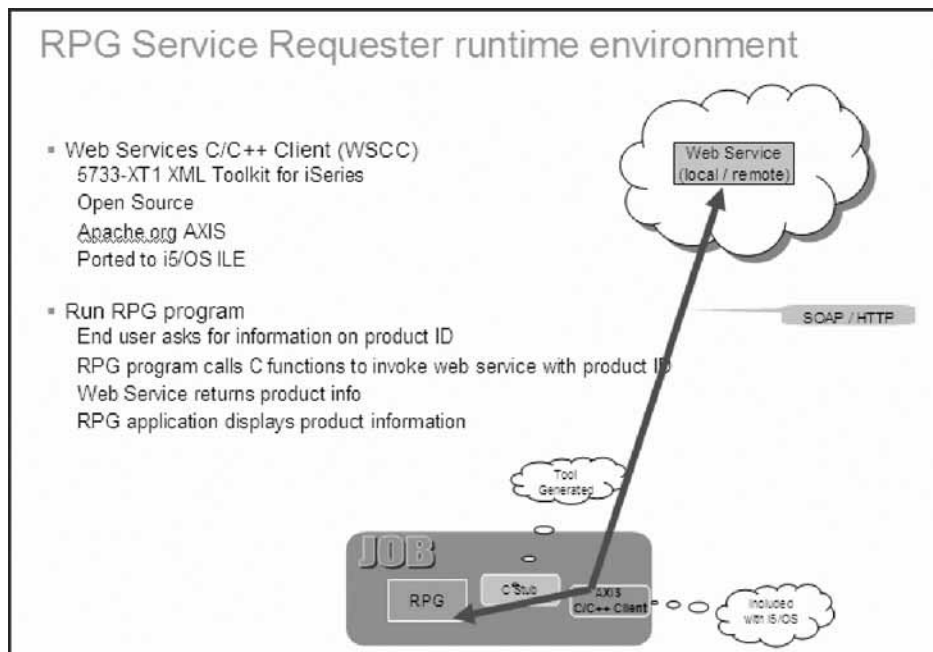 RPG Service Requester runtime environment
Web Services C/C++ Client (WSCC)
5733-XT1 XML Toolkit for iSeries
Open Source
Apache.org AXIS
Ported to i5/OS ILE
Run RPG program
End user asks for information on product ID
RPG program calls C functions to invoke web service with product ID
Web Service returns product info
RPG application displays product information
Web Service
(local / remote)
SOAP / HTTP
Tool
Generated
JOB
RPG
C Stub
AXIS
C/C++ Client
Included
with i5/OS